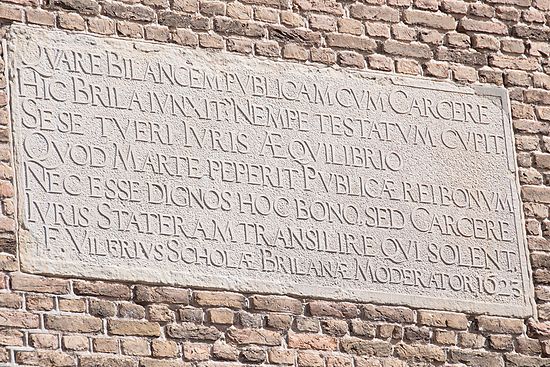 QVARE BILANCEM PVBLICAM CVM CARCERE
HIC BRILA IVNXIT? NEMPE TESTATVM CVPIT,
SESE TVERI IVRIS ÆQVILIBRIO
QVOD MARTE PEPERIT PVBLICÆ REI BONVM
NEC ESSE DIGNOS HOC BONO, SED CARCERE
IVRIS STATERAM TRANSILIRE QVI SOLENT.
F. VILERIVS SCHOLÆ BRILANÆ MODERATOR 1623